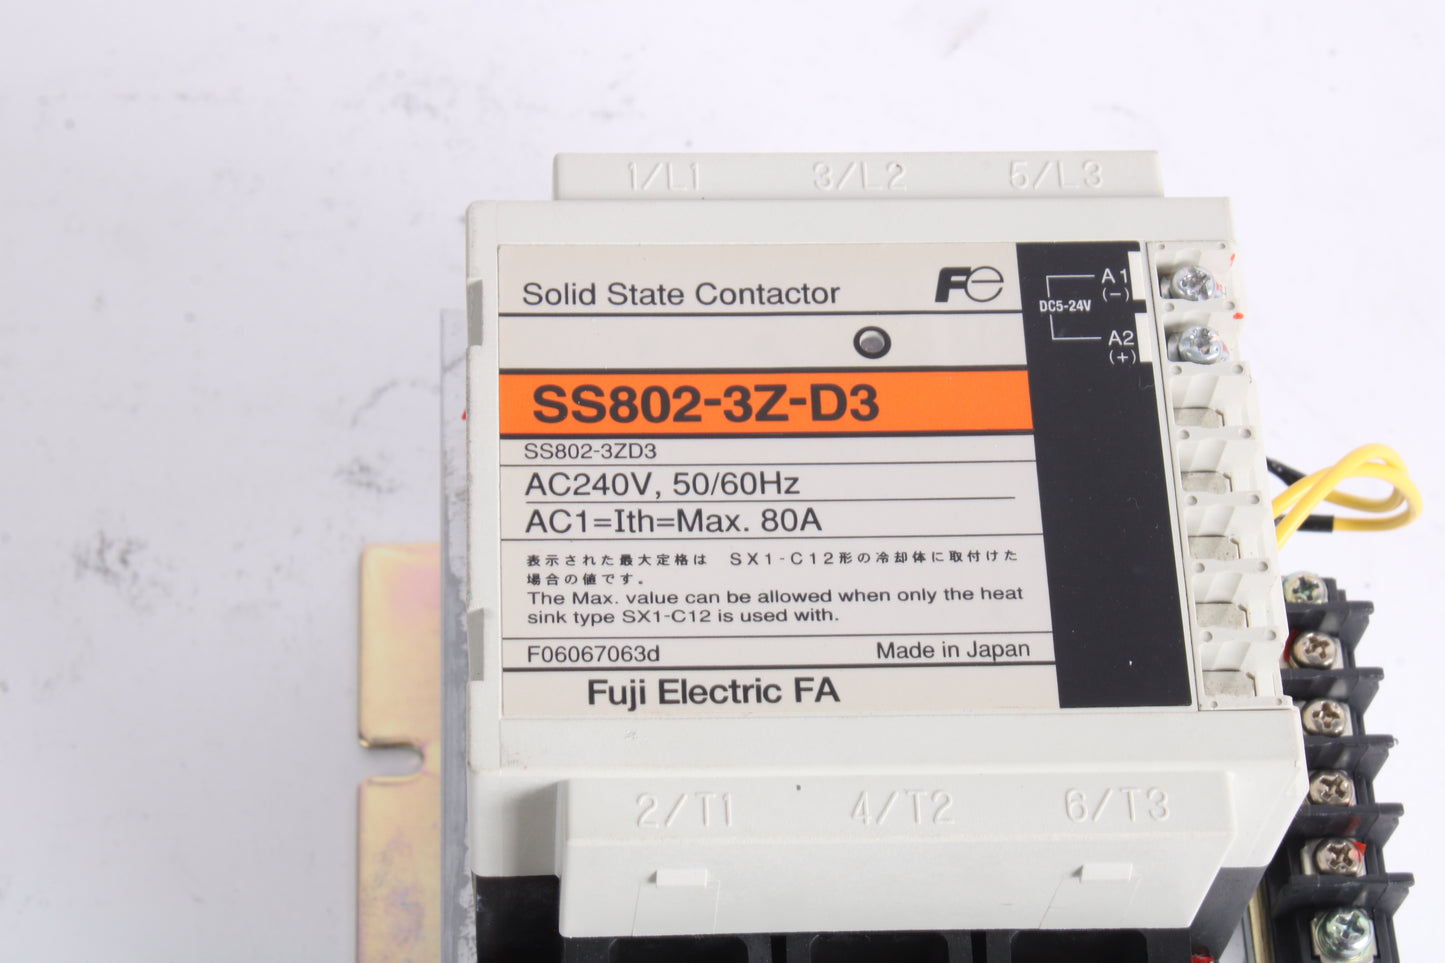 1/L1 3/L2 5/L3
Solid State Contactor Fe
A1
(-)
DC5-24V
A2
(+)
SS802-3Z-D3
SS802-3ZD3
AC240V, 50/60Hz
AC1=Ith=Max. 80A
表示された最大定格は SX1-C12形の冷却体に取付けた
場合の値です。
The Max. value can be allowed when only the heat
sink type SX1-C12 is used with.
F06067063d Made in Japan
Fuji Electric FA
2/T1 4/T2 6/T3